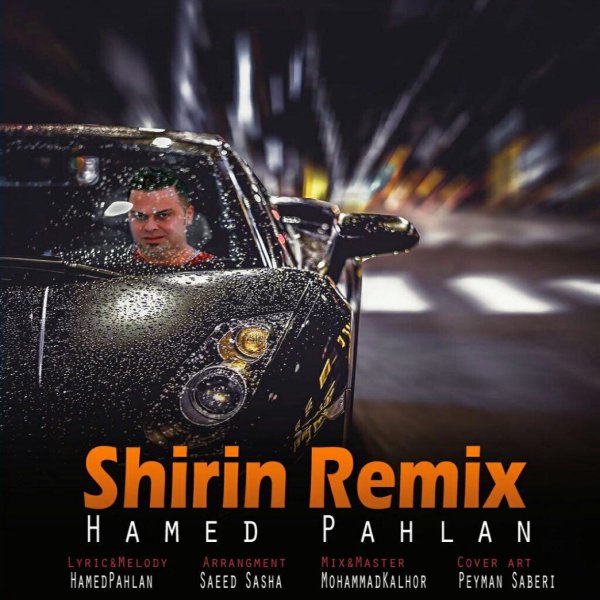 Shirin Remix
HAMED PAHLAN
LYRIC&MELODY ARRANGMENT MIX&MASTER COVER ART
HAMEDPAHLAN SAEED SASHA MOHAMMADKALHOR PEYMAN SABERI